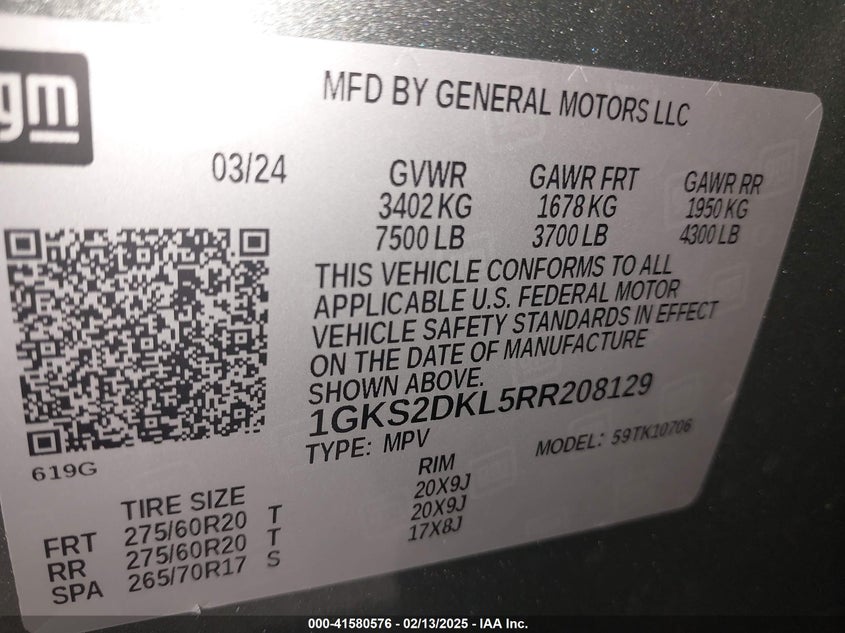 gm
MFD BY GENERAL MOTORS LLC
03/24 GVWR GAWR FRT GAWR RR
3402 KG 1678 KG 1950 KG
7500 LB 3700 LB 4300 LB
THIS VEHICLE CONFORMS TO ALL
APPLICABLE U.S. FEDERAL MOTOR
VEHICLE SAFETY STANDARDS IN EFFECT
ON THE DATE OF MANUFACTURE
SHOWN ABOVE.
1GKS2DKL5RR208129
TYPE: MPV MODEL: 59TK10706
619G
TIRE SIZE RIM
FRT 275/60R20 T 20X9J
RR 275/60R20 T 20X9J
SPA 265/70R17 S 17X8J
000-41580576 - 02/13/2025 - IAA Inc.